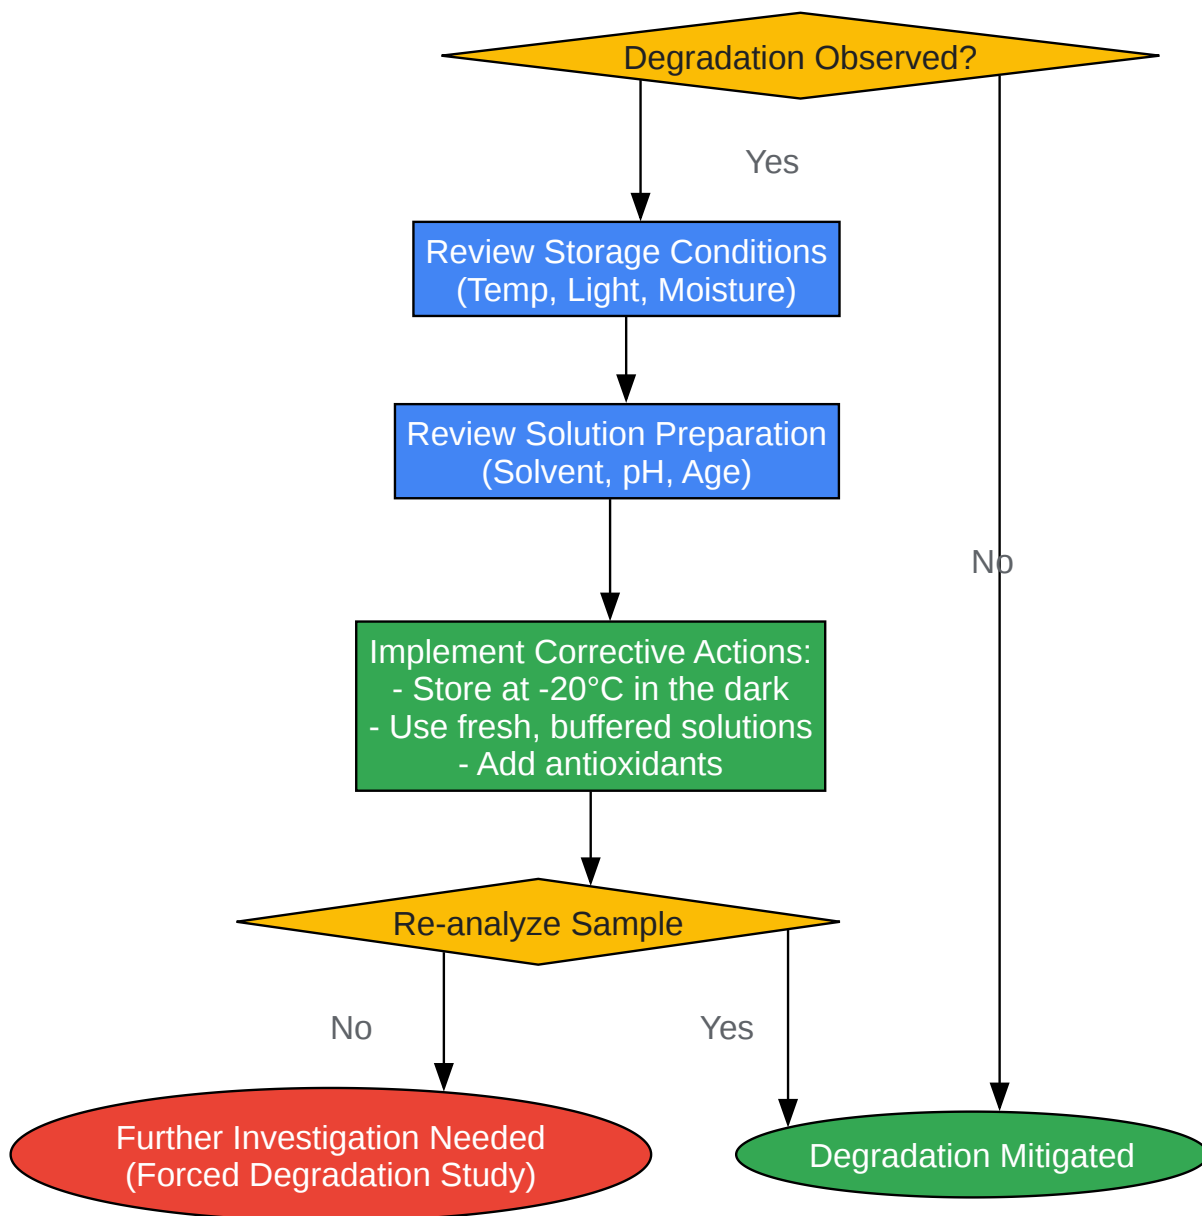 Degradation Observed?
Yes
Review Storage Conditions
(Temp, Light, Moisture)
Review Solution Preparation
(Solvent, pH, Age)
No
Implement Corrective Actions:
- Store at -20°C in the dark
- Use fresh, buffered solutions
- Add antioxidants
Re-analyze Sample
No
Yes
Further Investigation Needed
(Forced Degradation Study)
Degradation Mitigated